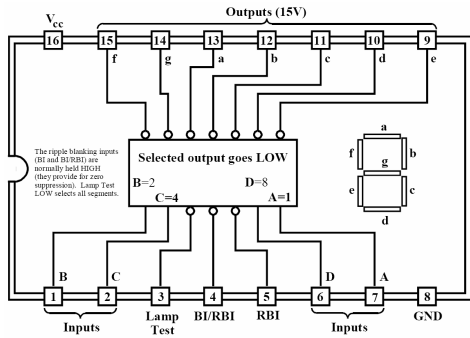 Outputs (15V)
Vcc
16 15 14 13 12 11 10 9
f g a b c d e
The ripple blanking inputs
(BI and BI/RBI) are
normally held HIGH
(they provide for zero
suppression). Lamp Test
LOW selects all segments.
Selected output goes LOW
B=2 D=8
C=4 A=1
a
f b
g
e c
d
B C D A
1 2 3 4 5 6 7 8
Inputs Lamp Test BI/RBI RBI Inputs GND